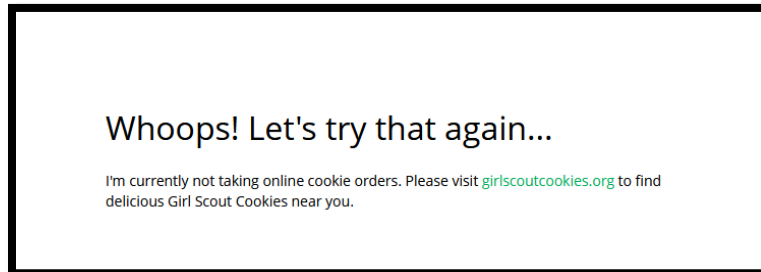 Whoops! Let's try that again...
I'm currently not taking online cookie orders. Please visit girlscoutcookies.org to find
delicious Girl Scout Cookies near you.